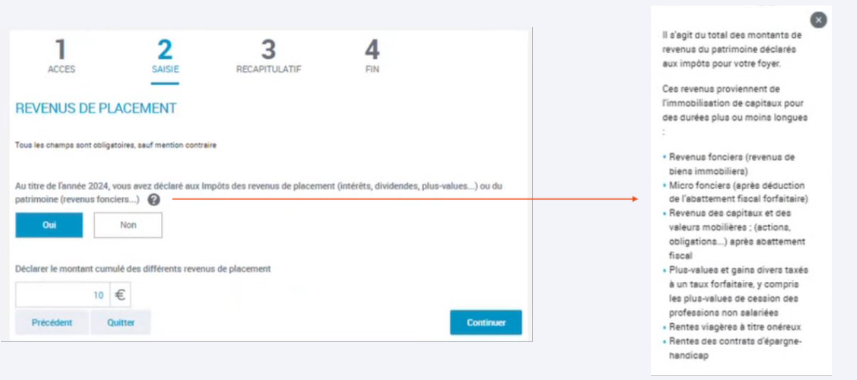 1
ACCES
2
SAISIE
3
RECAPITULATIF
4
FIN
REVENUS DE PLACEMENT
Tous les champs sont obligatoires, sauf mention contraire
Au titre de l'année 2024, vous avez déclaré aux Impôts des revenus de placement (intérêts, dividendes, plus-values...) ou du
patrimoine (revenus fonciers...) ?
Oui
Non
Déclarer le montant cumulé des différents revenus de placement
10 €
Précédent
Quitter
Continuer
Il s'agit du total des montants de
revenus du patrimoine déclarés
aux impôts pour votre foyer.
Ces revenus proviennent de
l'immobilisation de capitaux pour
des durées plus ou moins longues
:
• Revenus fonciers (revenus de
biens immobiliers)
• Micro fonciers (après déduction
de l'abattement fiscal forfaitaire)
• Revenus des capitaux et des
valeurs mobilières ; (actions,
obligations...) après abattement
fiscal
• Plus-values et gains divers taxés
à un taux forfaitaire, y compris
les plus-values de cession des
professions non salariées
• Rentes viagères à titre onéreux
• Rentes des contrats d'épargne-
handicap